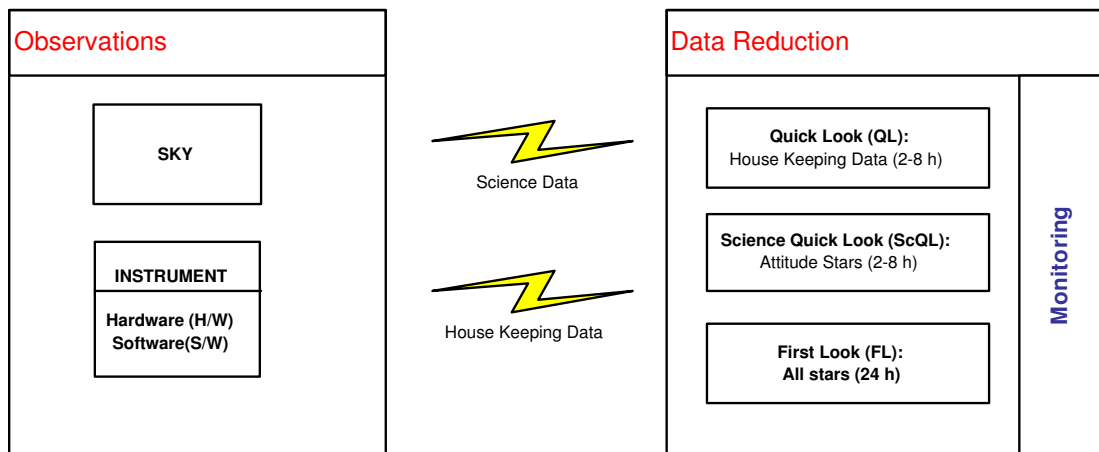 Observations
SKY
INSTRUMENT
Hardware (H/W)
Software(S/W)
Science Data
House Keeping Data
Data Reduction
Quick Look (QL):
House Keeping Data (2-8 h)
Science Quick Look (ScQL):
Attitude Stars (2-8 h)
First Look (FL):
All stars (24 h)
Monitoring